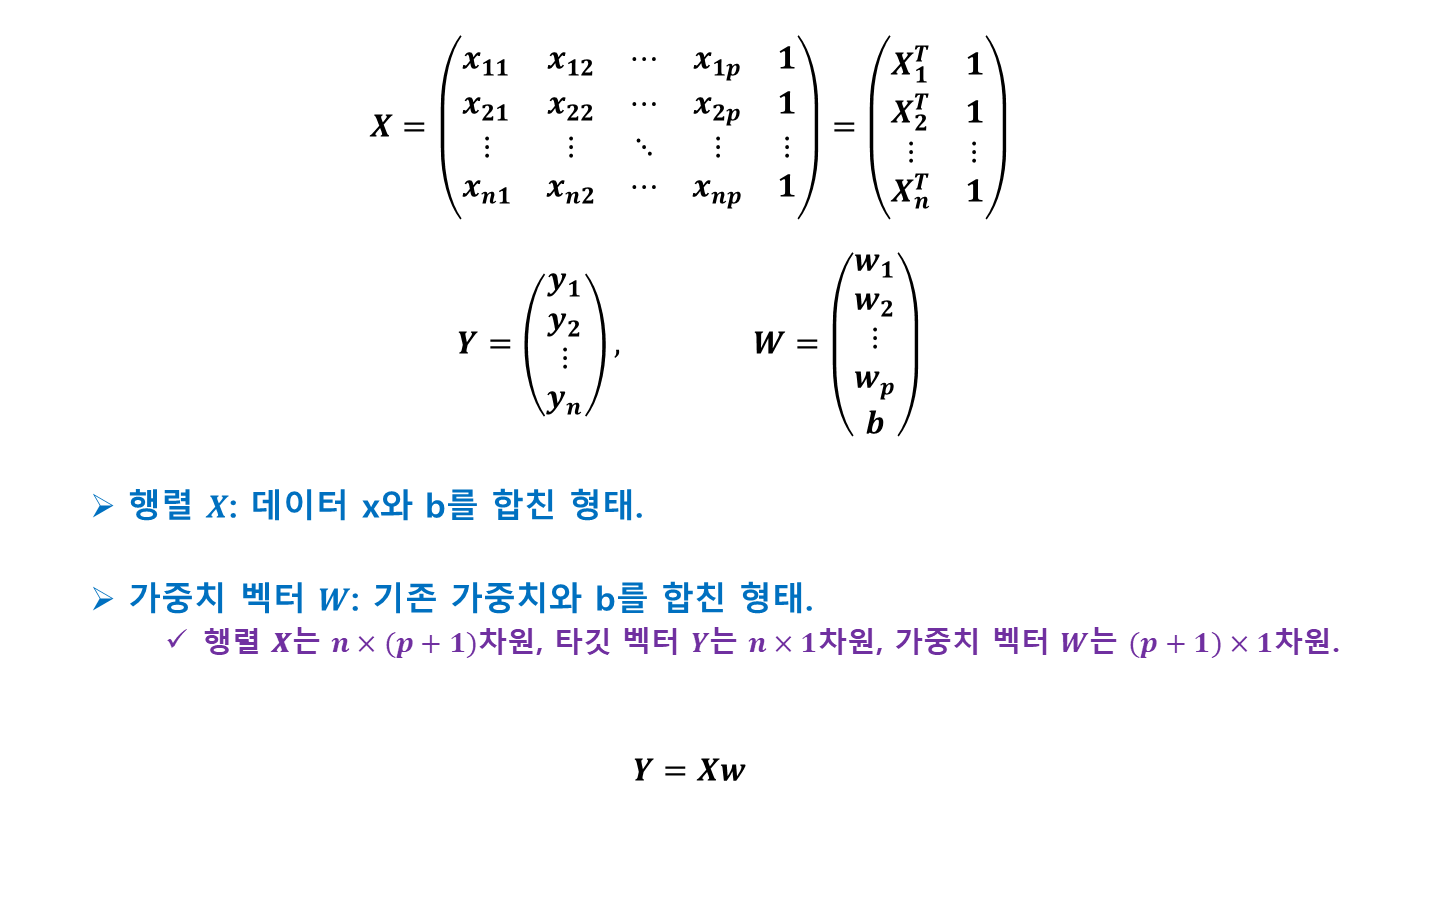 X = ( x₁₁ x₁₂ ⋯ x₁ₚ 1 ; x₂₁ x₂₂ ⋯ x₂ₚ 1 ; ⋮ ⋮ ⋱ ⋮ ⋮ ; xₙ₁ xₙ₂ ⋯ xₙₚ 1 ) = ( X₁ᵀ 1 ; X₂ᵀ 1 ; ⋮ ⋮ ; Xₙᵀ 1 )
Y = ( y₁ ; y₂ ; ⋮ ; yₙ ), W = ( w₁ ; w₂ ; ⋮ ; wₚ ; b )
➢ 행렬 X: 데이터 x와 b를 합친 형태.
➢ 가중치 벡터 W: 기존 가중치와 b를 합친 형태.
✓ 행렬 X는 n × (p + 1)차원, 타깃 벡터 Y는 n × 1차원, 가중치 벡터 W는 (p + 1) × 1차원.
Y = Xw